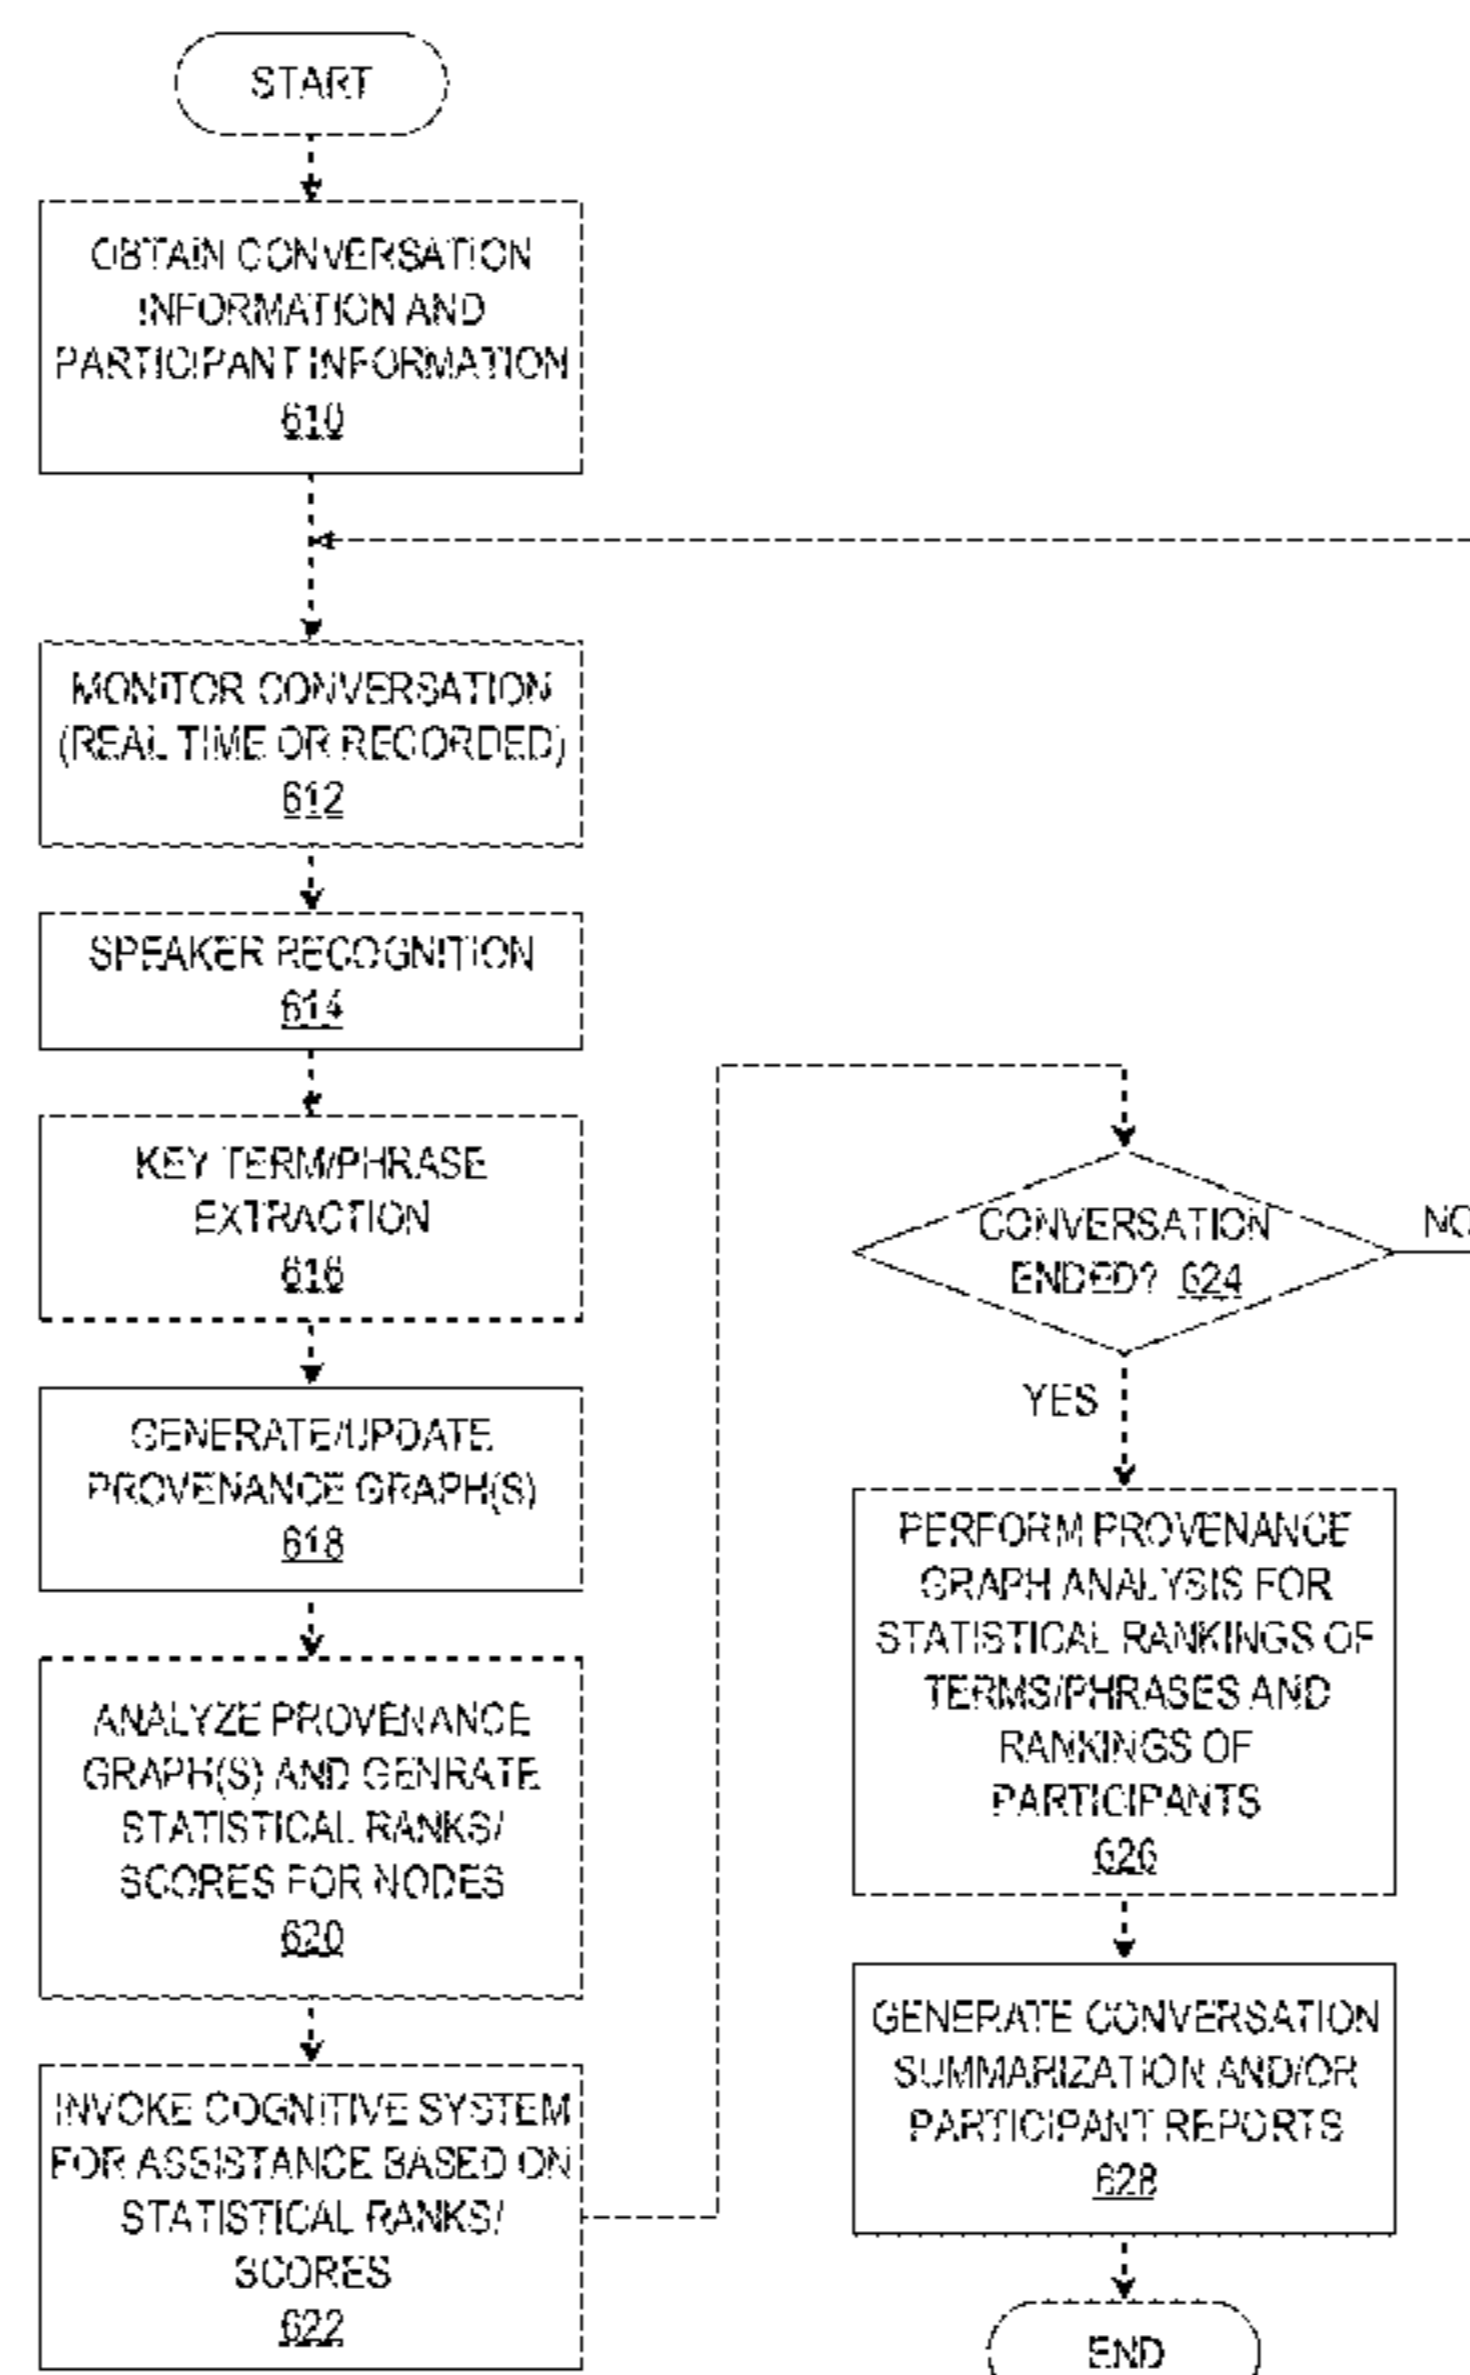 START
OBTAIN CONVERSATION
INFORMATION AND
PARTICIPANT INFORMATION
610
MONITOR CONVERSATION
(REAL TIME OR RECORDED)
612
SPEAKER RECOGNITION
614
KEY TERM/PHRASE
EXTRACTION
616
GENERATE/UPDATE
PROVENANCE GRAPH(S)
618
ANALYZE PROVENANCE
GRAPH(S) AND GENRATE
STATISTICAL RANKS/
SCORES FOR NODES
620
INVOKE COGNITIVE SYSTEM
FOR ASSISTANCE BASED ON
STATISTICAL RANKS/
SCORES
622
CONVERSATION
ENDED? 624
NO
YES
PERFORM PROVENANCE
GRAPH ANALYSIS FOR
STATISTICAL RANKINGS OF
TERMS/PHRASES AND
RANKINGS OF
PARTICIPANTS
626
GENERATE CONVERSATION
SUMMARIZATION AND/OR
PARTICIPANT REPORTS
628
END